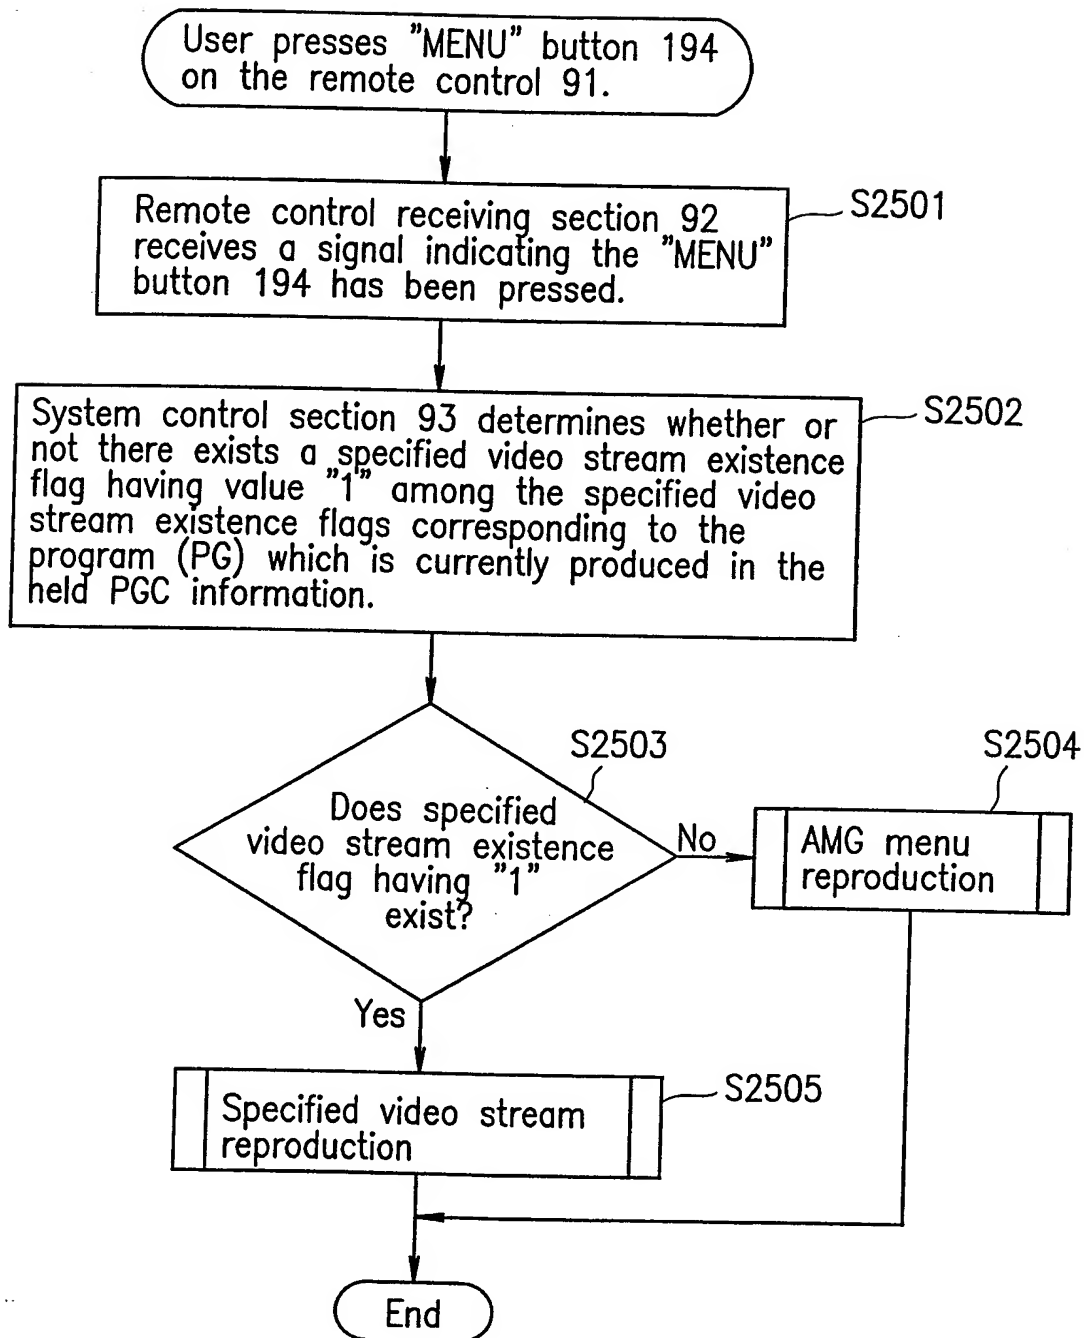 User presses "MENU" button 194
on the remote control 91.
Remote control receiving section 92
receives a signal indicating the "MENU"
button 194 has been pressed.
S2501
System control section 93 determines whether or
not there exists a specified video stream existence
flag having value "1" among the specified video
stream existence flags corresponding to the
program (PG) which is currently produced in the
held PGC information.
S2502
Does specified
video stream existence
flag having "1"
exist?
S2503
No
S2504
AMG menu
reproduction
Yes
Specified video stream
reproduction
S2505
End